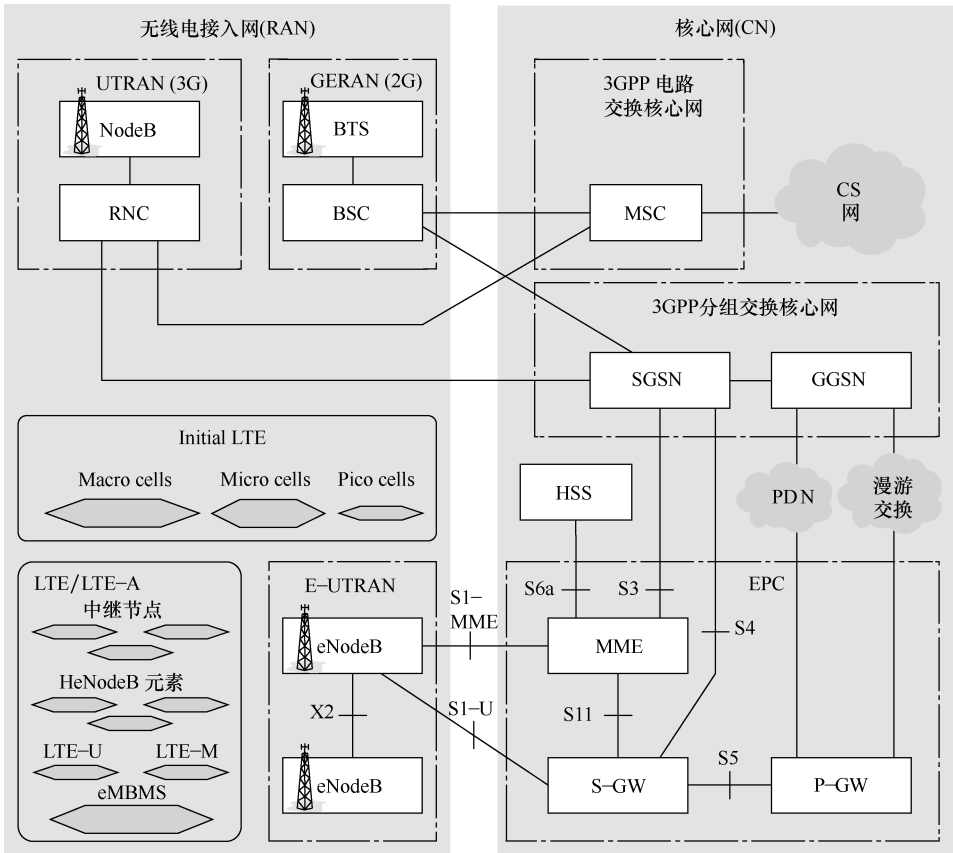 无线电接入网(RAN)
核心网(CN)
UTRAN (3G)
NodeB
RNC
GERAN (2G)
BTS
BSC
3GPP 电路
交换核心网
MSC
CS
网
3GPP分组交换核心网
SGSN
GGSN
Initial LTE
Macro cells
Micro cells
Pico cells
HSS
PDN
漫游
交换
LTE/LTE-A
中继节点
HeNodeB 元素
LTE-U
LTE-M
eMBMS
E-UTRAN
eNodeB
X2
eNodeB
S1-
MME
S1-U
EPC
S6a
S3
S4
MME
S11
S-GW
S5
P-GW